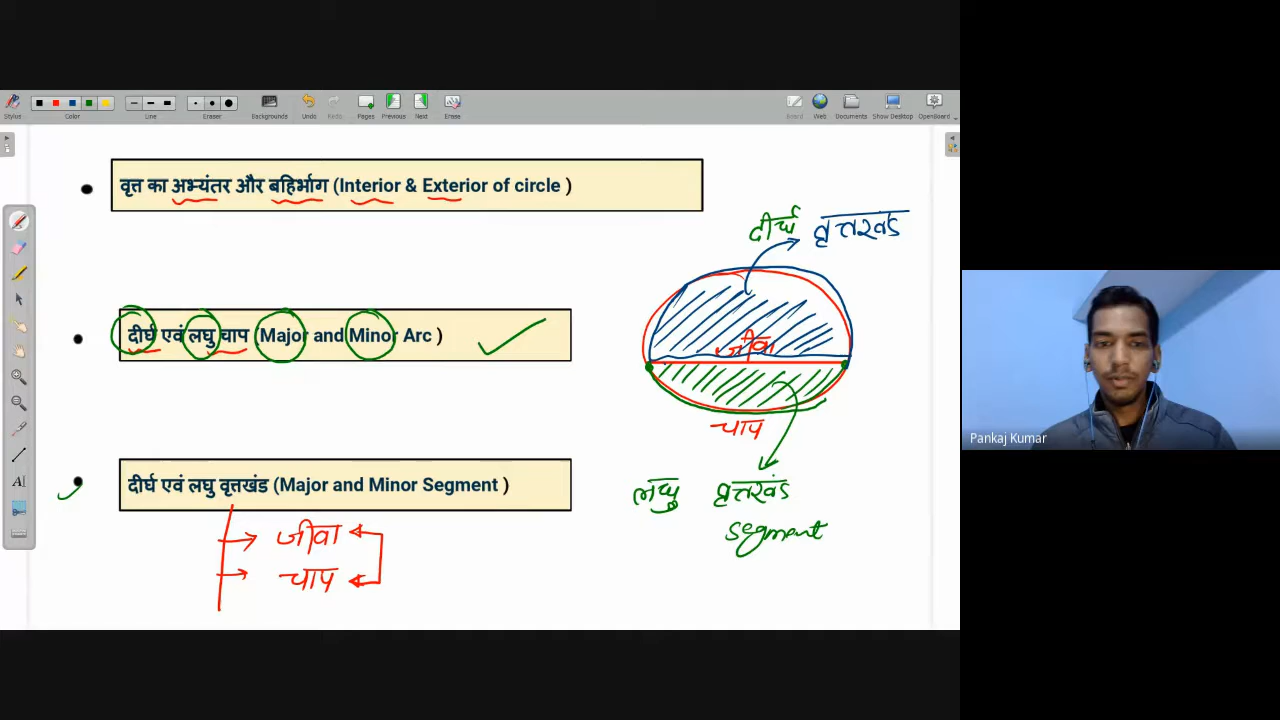 Stylus
Color
Line
Eraser
Backgrounds
Undo
Redo
Pages
Previous
Next
Erase
Board
Web
Documents
Show Desktop
OpenBoard
वृत्त का अभ्यंतर और बहिर्भाग (Interior & Exterior of circle )
दीर्घ वृत्तखंड
दीर्घ एवं लघु चाप (Major and Minor Arc )
जीवा
चाप
Pankaj Kumar
दीर्घ एवं लघु वृत्तखंड (Major and Minor Segment )
लघु वृत्तखंड
segment
जीवा
चाप